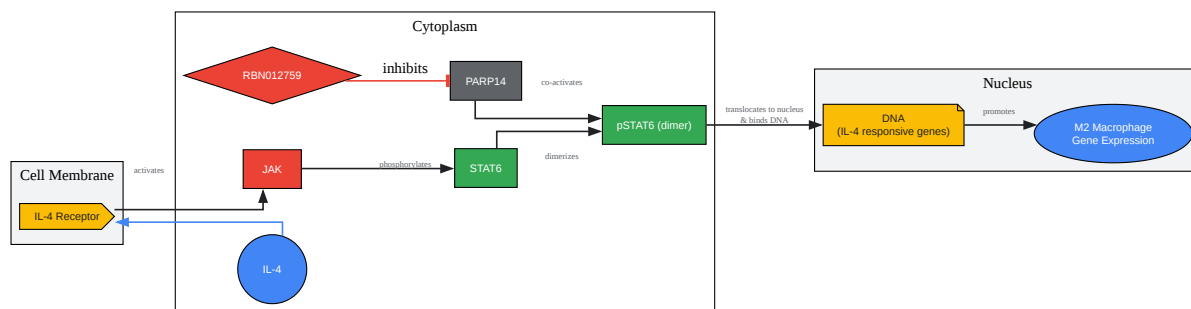 Cytoplasm
RBN012759
inhibits
PARP14
co-activates
pSTAT6 (dimer)
translocates to nucleus
& binds DNA
Nucleus
DNA
(IL-4 responsive genes)
promotes
M2 Macrophage
Gene Expression
Cell Membrane
activates
JAK
phosphorylates
STAT6
dimerizes
IL-4 Receptor
IL-4